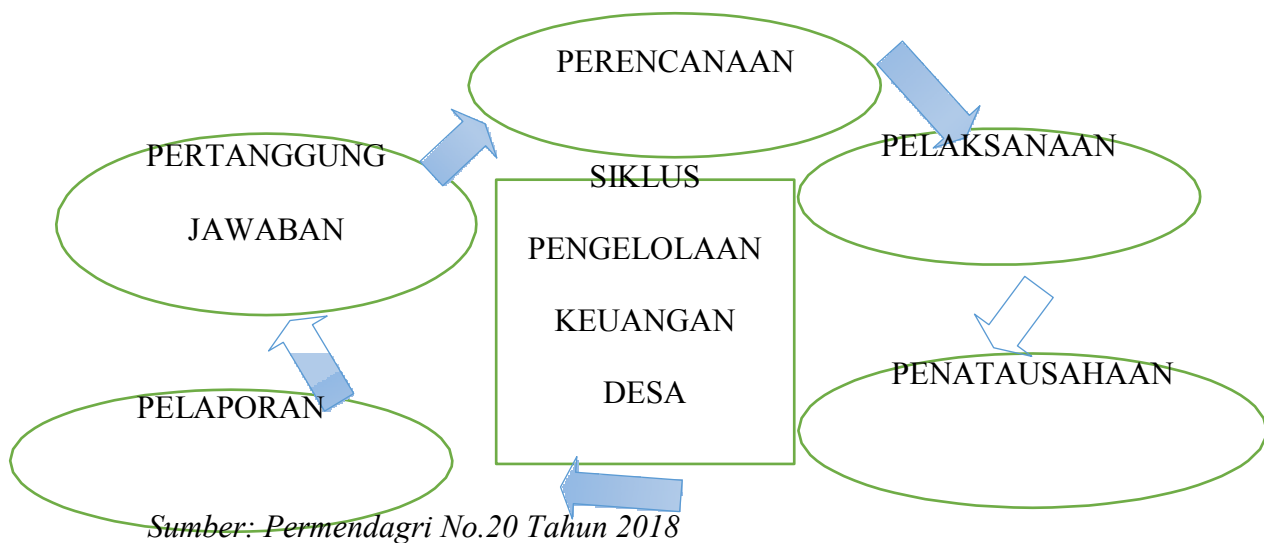 PERENCANAAN
PELAKSANAAN
PERTANGGUNG
JAWABAN
SIKLUS
PENGELOLAAN
KEUANGAN
DESA
PENATAUSAHAAN
PELAPORAN
Sumber: Permendagri No.20 Tahun 2018